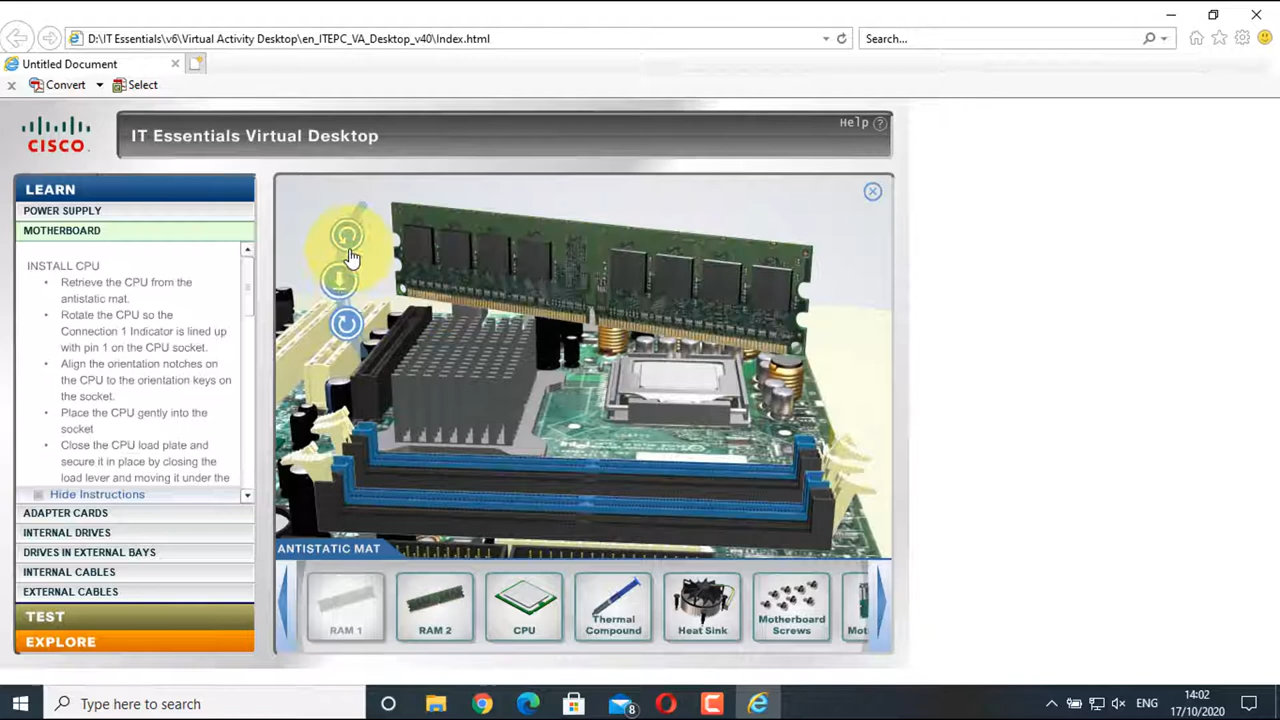 D:\IT Essentials\v6\Virtual Activity Desktop\en_ITEPC_VA_Desktop_v40\Index.html
Search...
Untitled Document
Convert
Select
CISCO
IT Essentials Virtual Desktop
Help ?
LEARN
POWER SUPPLY
MOTHERBOARD
INSTALL CPU
• Retrieve the CPU from the
antistatic mat.
• Rotate the CPU so the
Connection 1 Indicator is lined up
with pin 1 on the CPU socket.
• Align the orientation notches on
the CPU to the orientation keys on
the socket.
• Place the CPU gently into the
socket
• Close the CPU load plate and
secure it in place by closing the
load lever and moving it under the
Hide Instructions
ADAPTER CARDS
INTERNAL DRIVES
DRIVES IN EXTERNAL BAYS
INTERNAL CABLES
EXTERNAL CABLES
TEST
EXPLORE
ANTISTATIC MAT
RAM 1
RAM 2
CPU
Thermal
Compound
Heat Sink
Motherboard
Screws
Mot
Type here to search
8
ENG
14:02
17/10/2020